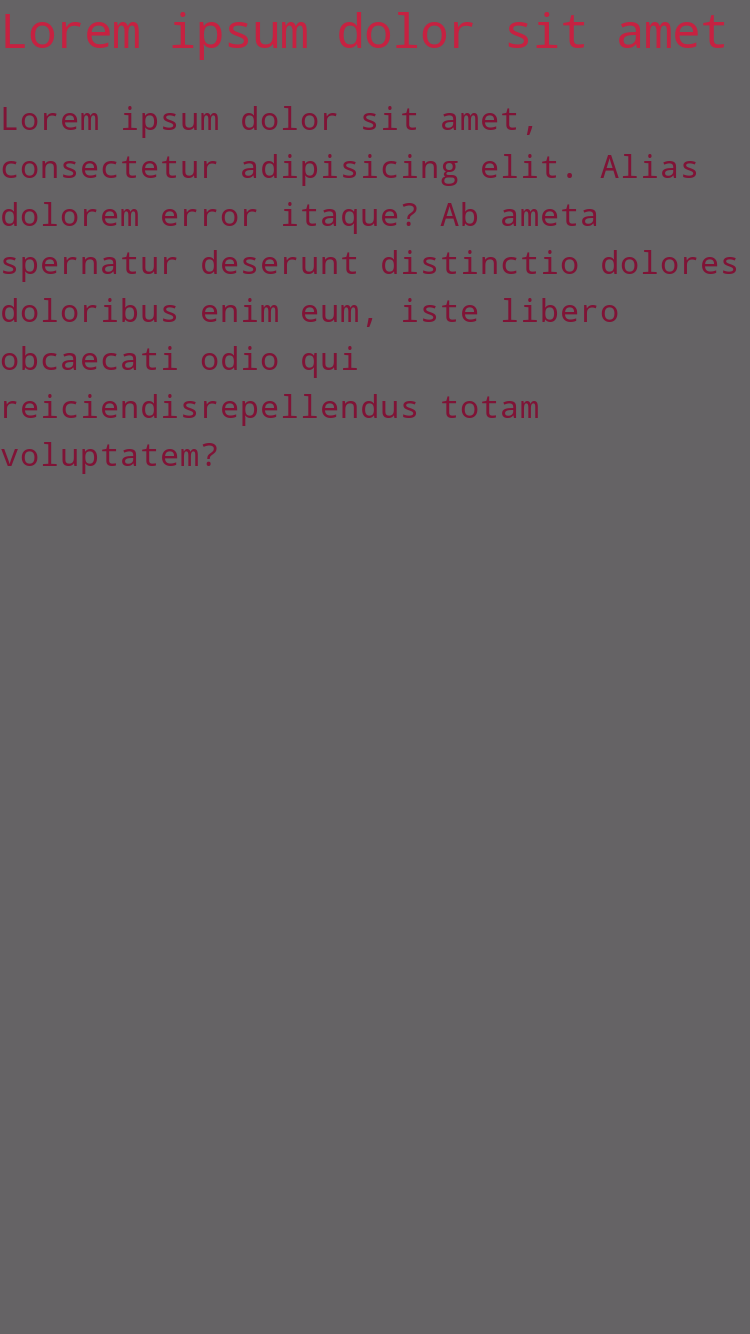 Lorem ipsum dolor sit amet
Lorem ipsum dolor sit amet,
consectetur adipisicing elit. Alias
dolorem error itaque? Ab ameta
spernatur deserunt distinctio dolores
doloribus enim eum, iste libero
obcaecati odio qui
reiciendisrepellendus totam
voluptatem?